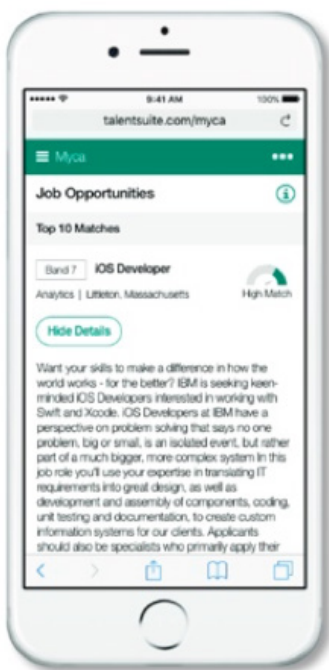 9:41 AM 100%
talentsuite.com/myca
Myca
Job Opportunities
Top 10 Matches
Band 7 iOS Developer
Analytics | Littleton, Massachusetts High Match
Hide Details
Want your skills to make a difference in how the
world works - for the better? IBM is seeking keen-
minded iOS Developers interested in working with
Swift and Xcode. iOS Developers at IBM have a
perspective on problem solving that says no one
problem, big or small, is an isolated event, but rather
part of a much bigger, more complex system In this
job role you'll use your expertise in translating IT
requirements into great design, as well as
development and assembly of components, coding,
unit testing and documentation, to create custom
information systems for our clients. Applicants
should also be specialists who primarily apply their